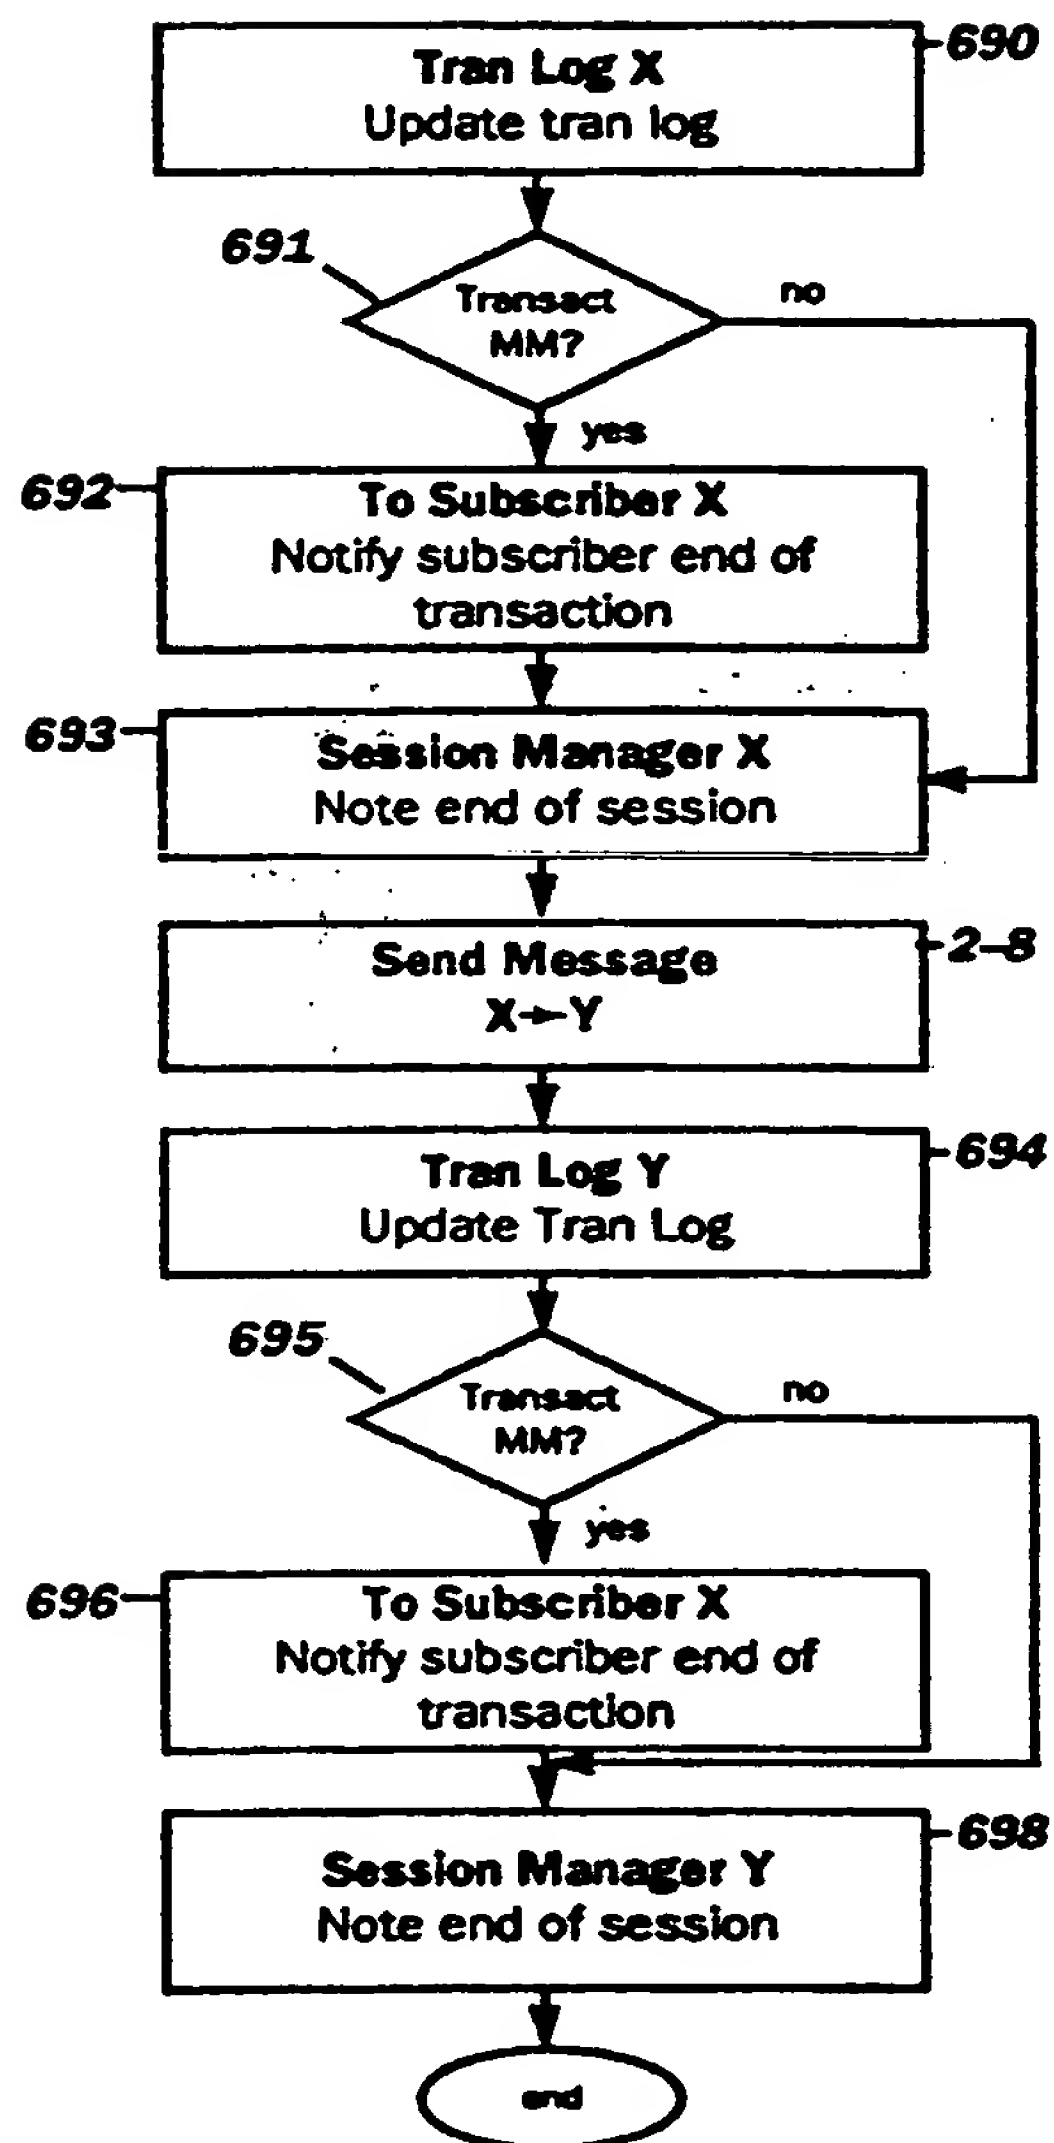 690
Tran Log X
Update tran log
691
Transact
MM?
no
yes
692
To Subscriber X
Notify subscriber end of
transaction
693
Session Manager X
Note end of session
2-8
Send Message
X→Y
694
Tran Log Y
Update Tran Log
695
Transact
MM?
no
yes
696
To Subscriber X
Notify subscriber end of
transaction
698
Session Manager Y
Note end of session
end